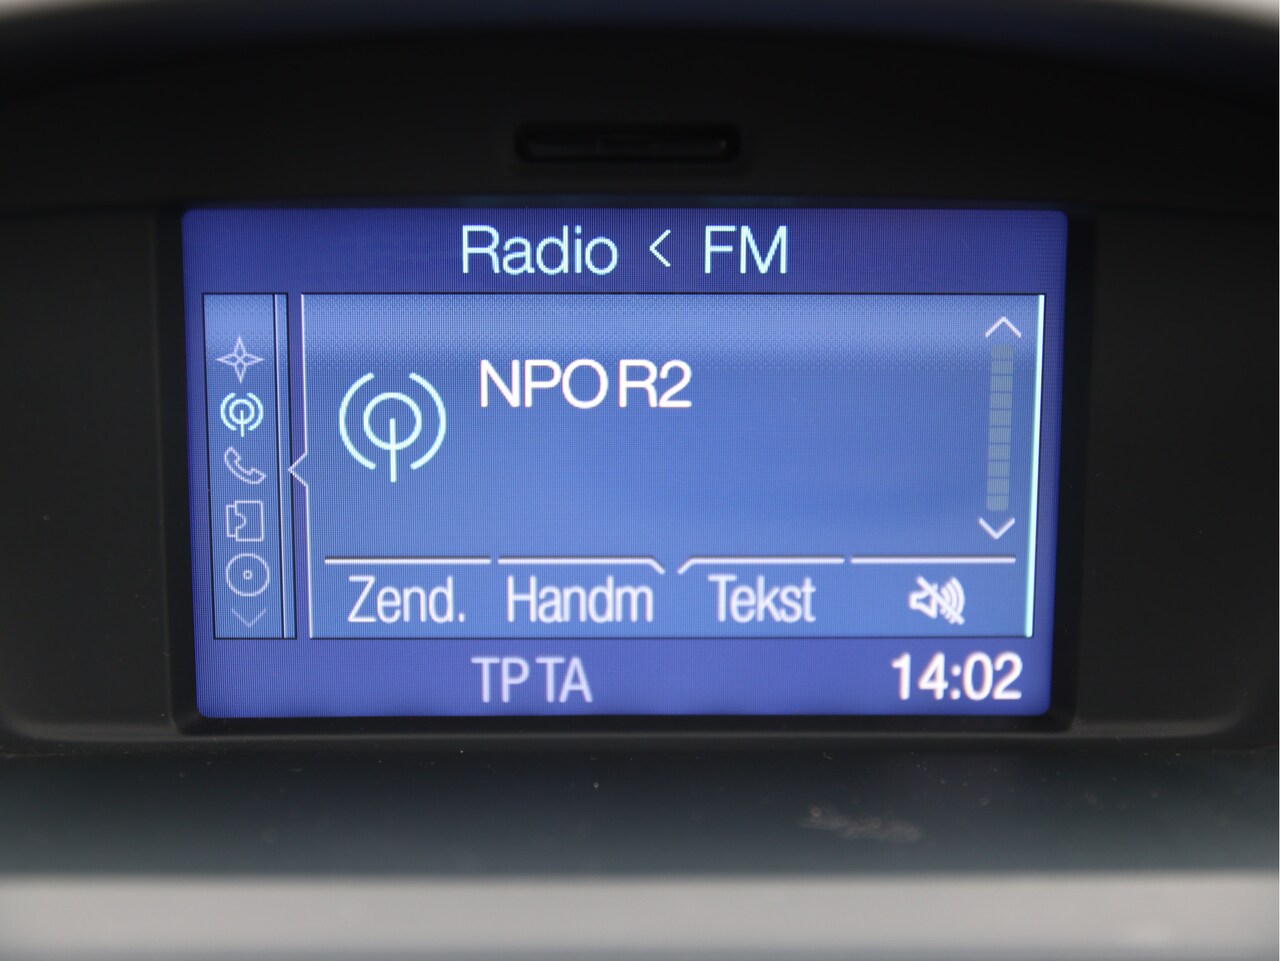 Radio < FM
NPO R2
Zend. Handm Tekst
TP TA 14:02